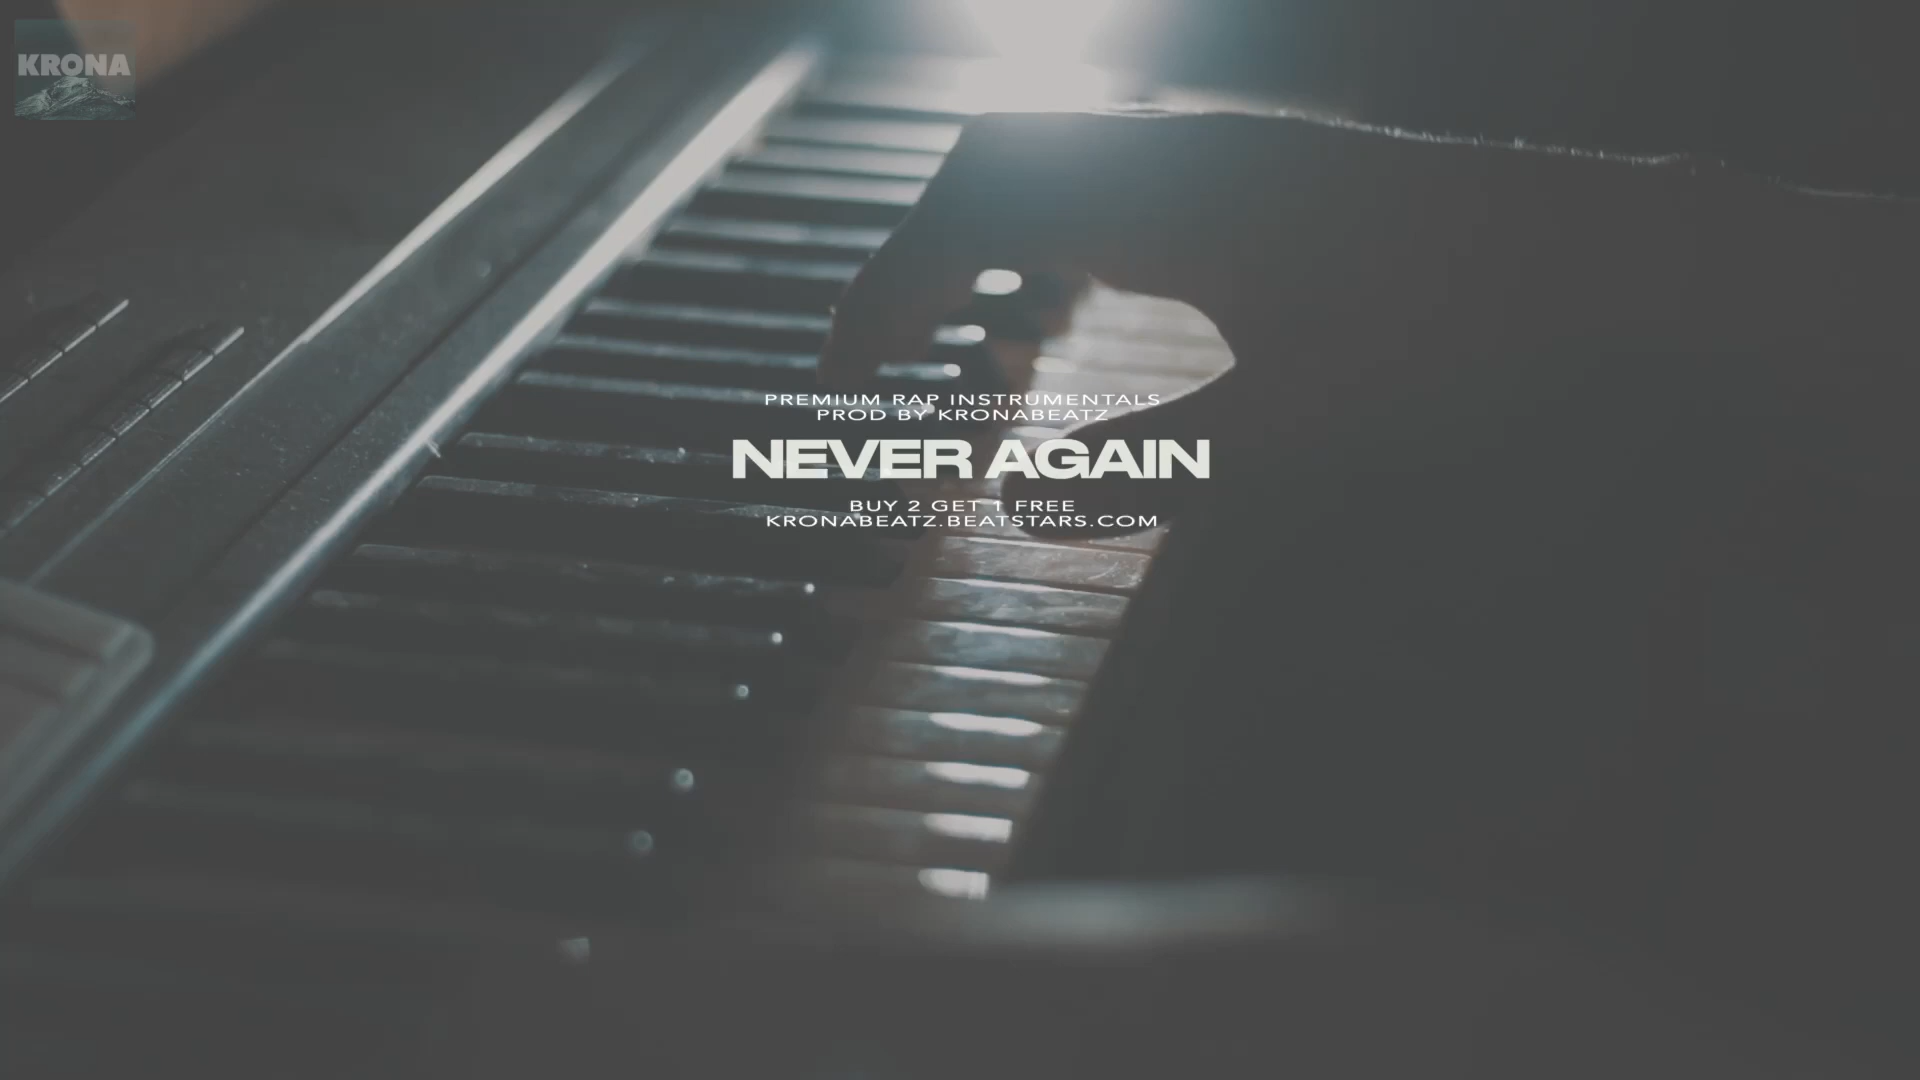 KRONA
PREMIUM RAP INSTRUMENTALS
PROD BY KRONABEATZ
NEVER AGAIN
BUY 2 GET 1 FREE
KRONABEATZ.BEATSTARS.COM